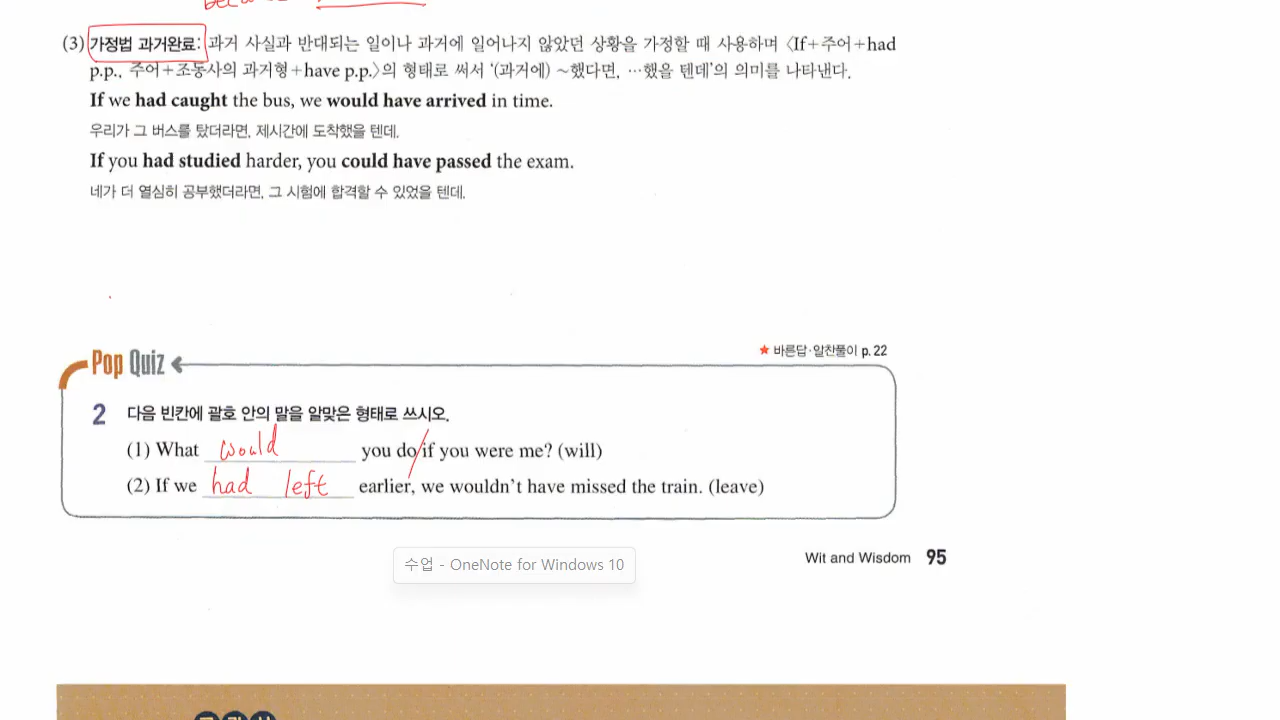 (3) 가정법 과거완료: 과거 사실과 반대되는 일이나 과거에 일어나지 않았던 상황을 가정할 때 사용하며 〈If+주어+had
p.p., 주어+조동사의 과거형+have p.p.〉의 형태로 써서 '(과거에) ~했다면, …했을 텐데'의 의미를 나타낸다.
If we had caught the bus, we would have arrived in time.
우리가 그 버스를 탔더라면, 제시간에 도착했을 텐데.
If you had studied harder, you could have passed the exam.
네가 더 열심히 공부했더라면, 그 시험에 합격할 수 있었을 텐데.
Pop Quiz
★ 바른답·알찬풀이 p. 22
2 다음 빈칸에 괄호 안의 말을 알맞은 형태로 쓰시오.
(1) What would you do/if you were me? (will)
(2) If we had left earlier, we wouldn't have missed the train. (leave)
수업 - OneNote for Windows 10
Wit and Wisdom 95